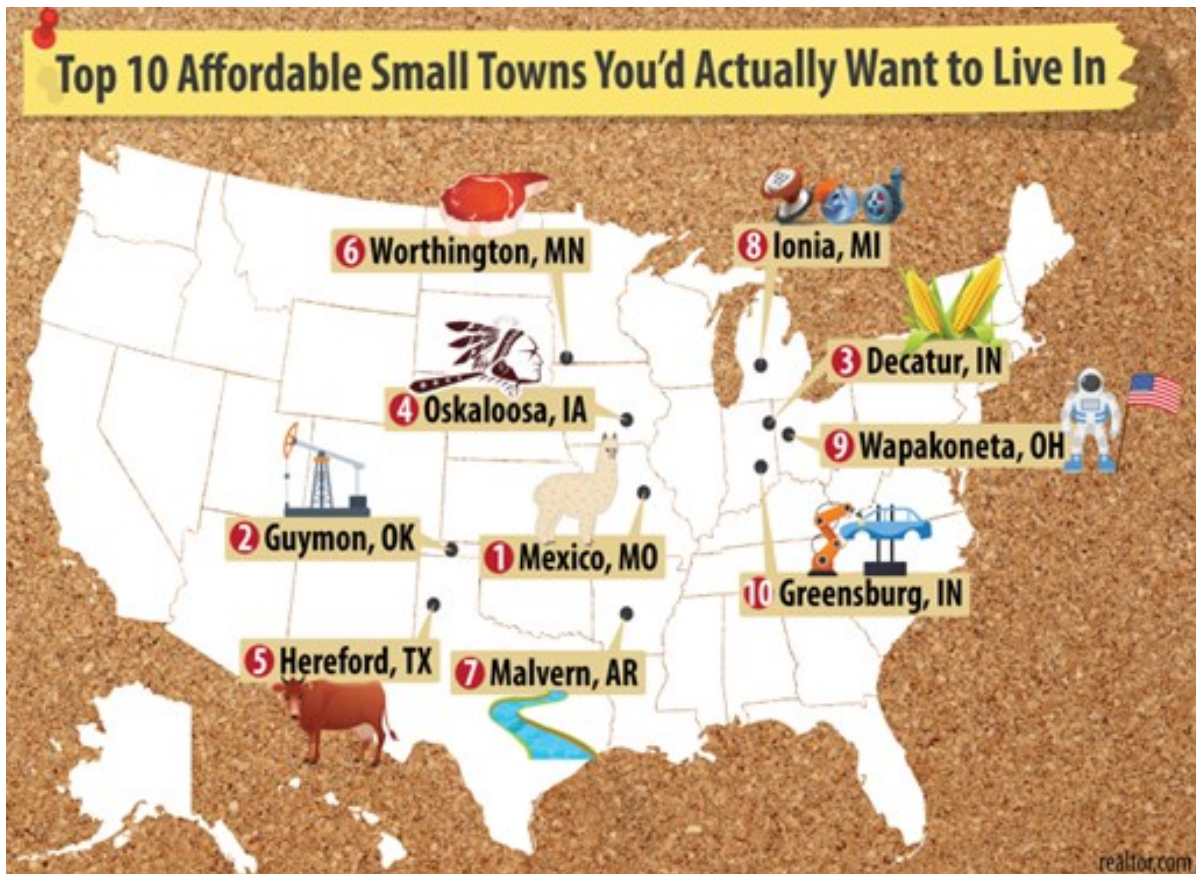 Top 10 Affordable Small Towns You'd Actually Want to Live In
6 Worthington, MN
8 Ionia, MI
3 Decatur, IN
4 Oskaloosa, IA
9 Wapakoneta, OH
2 Guymon, OK
1 Mexico, MO
10 Greensburg, IN
5 Hereford, TX
7 Malvern, AR
realtor.com